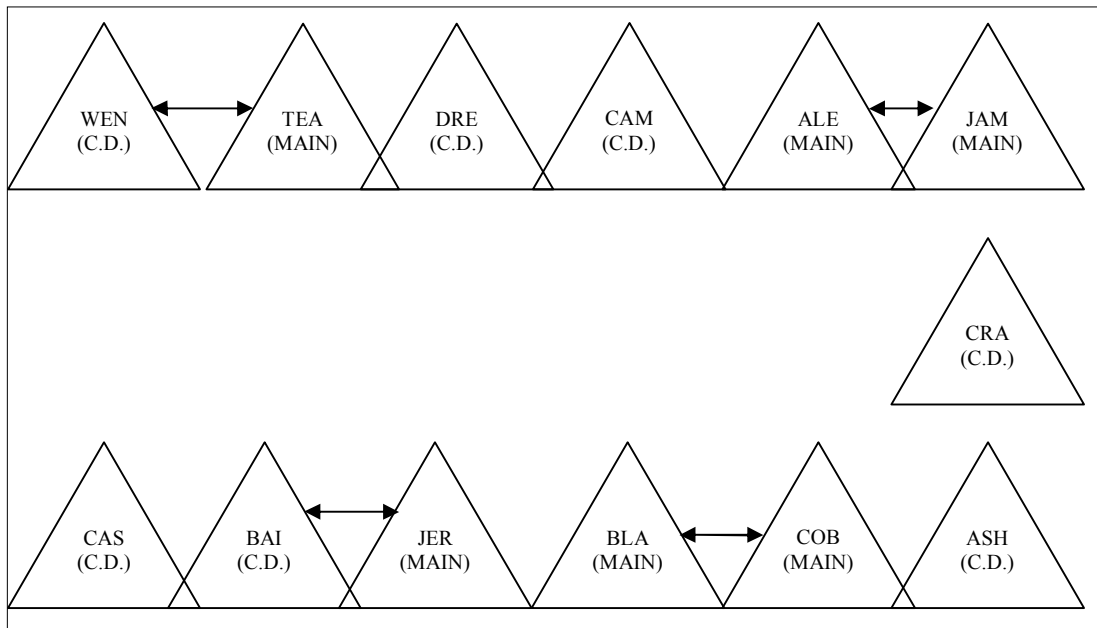 WEN
(C.D.)
TEA
(MAIN)
DRE
(C.D.)
CAM
(C.D.)
ALE
(MAIN)
JAM
(MAIN)
CRA
(C.D.)
CAS
(C.D.)
BAI
(C.D.)
JER
(MAIN)
BLA
(MAIN)
COB
(MAIN)
ASH
(C.D.)